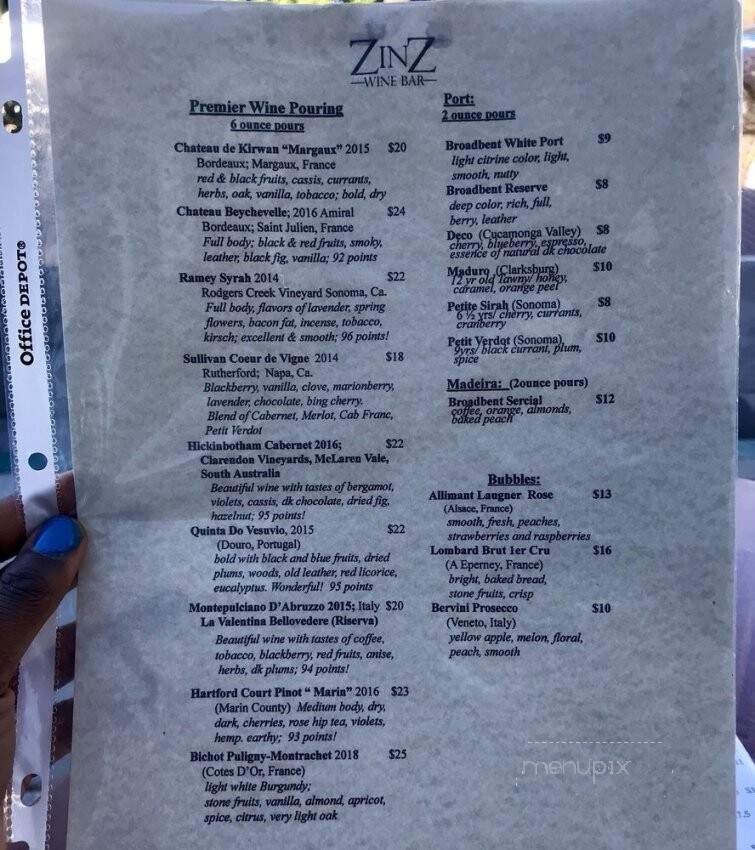 ZINZ
WINE BAR
Premier Wine Pouring
6 ounce pours
Chateau de Kirwan “Margaux” 2015 $20
Bordeaux; Margaux, France
red & black fruits, cassis, currants,
herbs, oak, vanilla, tobacco; bold, dry
Chateau Beychevelle; 2016 Amiral $24
Bordeaux; Saint Julien, France
Full body; black & red fruits, smoky,
leather, black fig, vanilla; 92 points
Ramey Syrah 2014 $22
Rodgers Creek Vineyard Sonoma, Ca.
Full body, flavors of lavender, spring
flowers, bacon fat, incense, tobacco,
kirsch; excellent & smooth; 96 points!
Sullivan Coeur de Vigne 2014 $18
Rutherford; Napa, Ca.
Blackberry, vanilla, clove, marionberry,
lavender, chocolate, bing cherry.
Blend of Cabernet, Merlot, Cab Franc,
Petit Verdot
Hickinbotham Cabernet 2016; $22
Clarendon Vineyards, McLaren Vale,
South Australia
Beautiful wine with tastes of bergamot,
violets, cassis, dk chocolate, dried fig,
hazelnut; 95 points!
Quinta Do Vesuvio, 2015 $22
(Douro, Portugal)
bold with black and blue fruits, dried
plums, woods, old leather, red licorice,
eucalyptus. Wonderful! 95 points
Montepulciano D’Abruzzo 2015; Italy $20
La Valentina Bellovedere (Riserva)
Beautiful wine with tastes of coffee,
tobacco, blackberry, red fruits, anise,
herbs, dk plums; 94 points!
Hartford Court Pinot “ Marin” 2016 $23
(Marin County) Medium body, dry,
dark, cherries, rose hip tea, violets,
hemp. earthy; 93 points!
Bichot Puligny-Montrachet 2018 $25
(Cotes D’Or, France)
light white Burgundy;
stone fruits, vanilla, almond, apricot,
spice, citrus, very light oak
Port:
2 ounce pours
Broadbent White Port $9
light citrine color, light,
smooth, nutty
Broadbent Reserve $8
deep color, rich, full,
berry, leather
Deco (Cucamonga Valley) $8
cherry, blueberry, espresso,
essence of natural dk chocolate
Maduro (Clarksburg) $10
12 yr old Tawny/ honey,
caramel, orange peel
Petite Sirah (Sonoma) $8
6 ½ yrs/ cherry, currants,
cranberry
Petit Verdot (Sonoma) $10
9yrs/ black currant, plum,
spice
Madeira: (2ounce pours)
Broadbent Sercial $12
coffee, orange, almonds,
baked peach
Bubbles:
Allimant Laugner Rose $13
(Alsace, France)
smooth, fresh, peaches,
strawberries and raspberries
Lombard Brut 1er Cru $16
(A Eperney, France)
bright, baked bread,
stone fruits, crisp
Bervini Prosecco $10
(Veneto, Italy)
yellow apple, melon, floral,
peach, smooth
Office DEPOT®
menupix